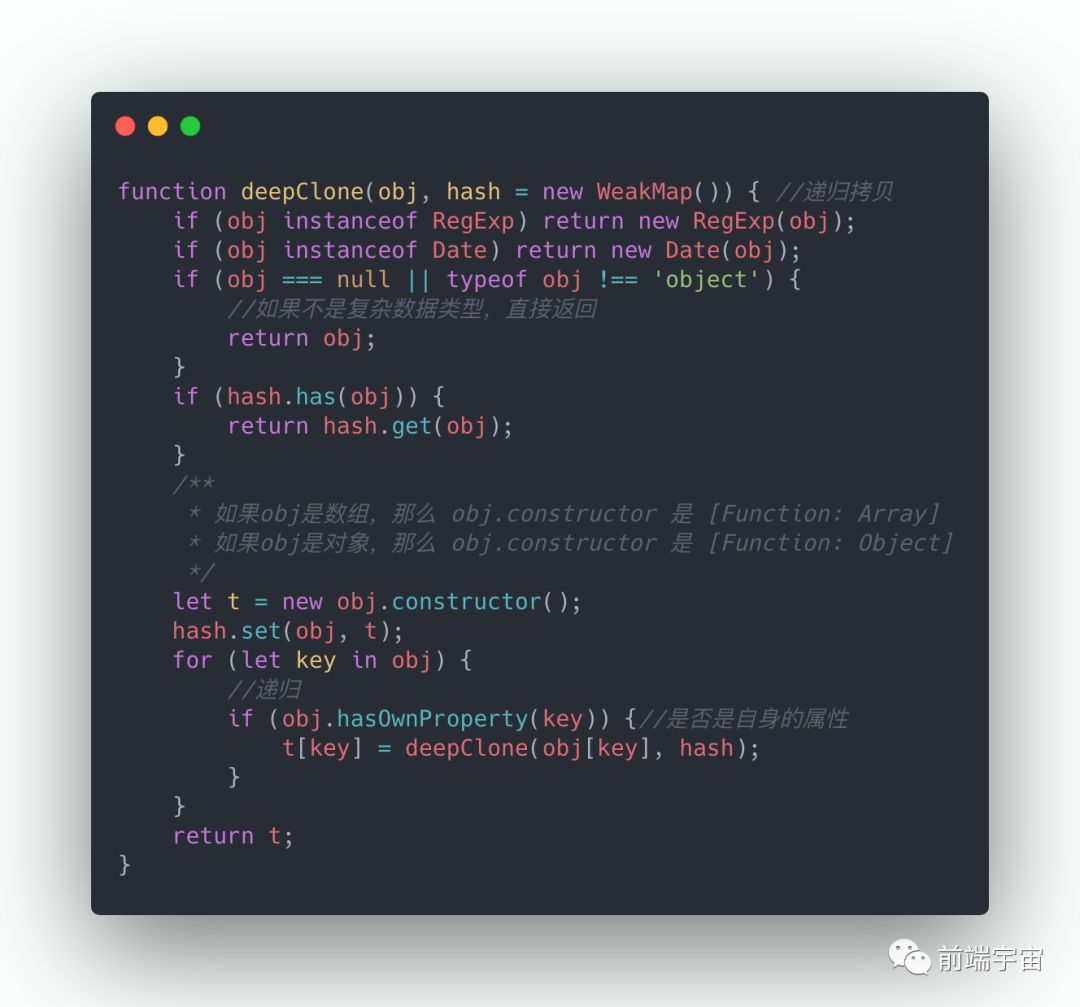 function deepClone(obj, hash = new WeakMap()) { //递归拷贝
    if (obj instanceof RegExp) return new RegExp(obj);
    if (obj instanceof Date) return new Date(obj);
    if (obj === null || typeof obj !== 'object') {
        //如果不是复杂数据类型，直接返回
        return obj;
    }
    if (hash.has(obj)) {
        return hash.get(obj);
    }
    /**
     * 如果obj是数组，那么 obj.constructor 是 [Function: Array]
     * 如果obj是对象，那么 obj.constructor 是 [Function: Object]
     */
    let t = new obj.constructor();
    hash.set(obj, t);
    for (let key in obj) {
        //递归
        if (obj.hasOwnProperty(key)) {//是否是自身的属性
            t[key] = deepClone(obj[key], hash);
        }
    }
    return t;
}
前端宇宙